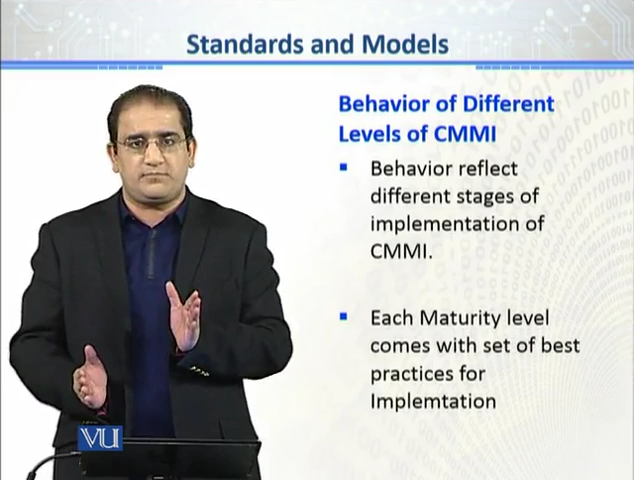 Standards and Models
Behavior of Different
Levels of CMMI
Behavior reflect
different stages of
implementation of
CMMI.
Each Maturity level
comes with set of best
practices for
Implemtation
VU